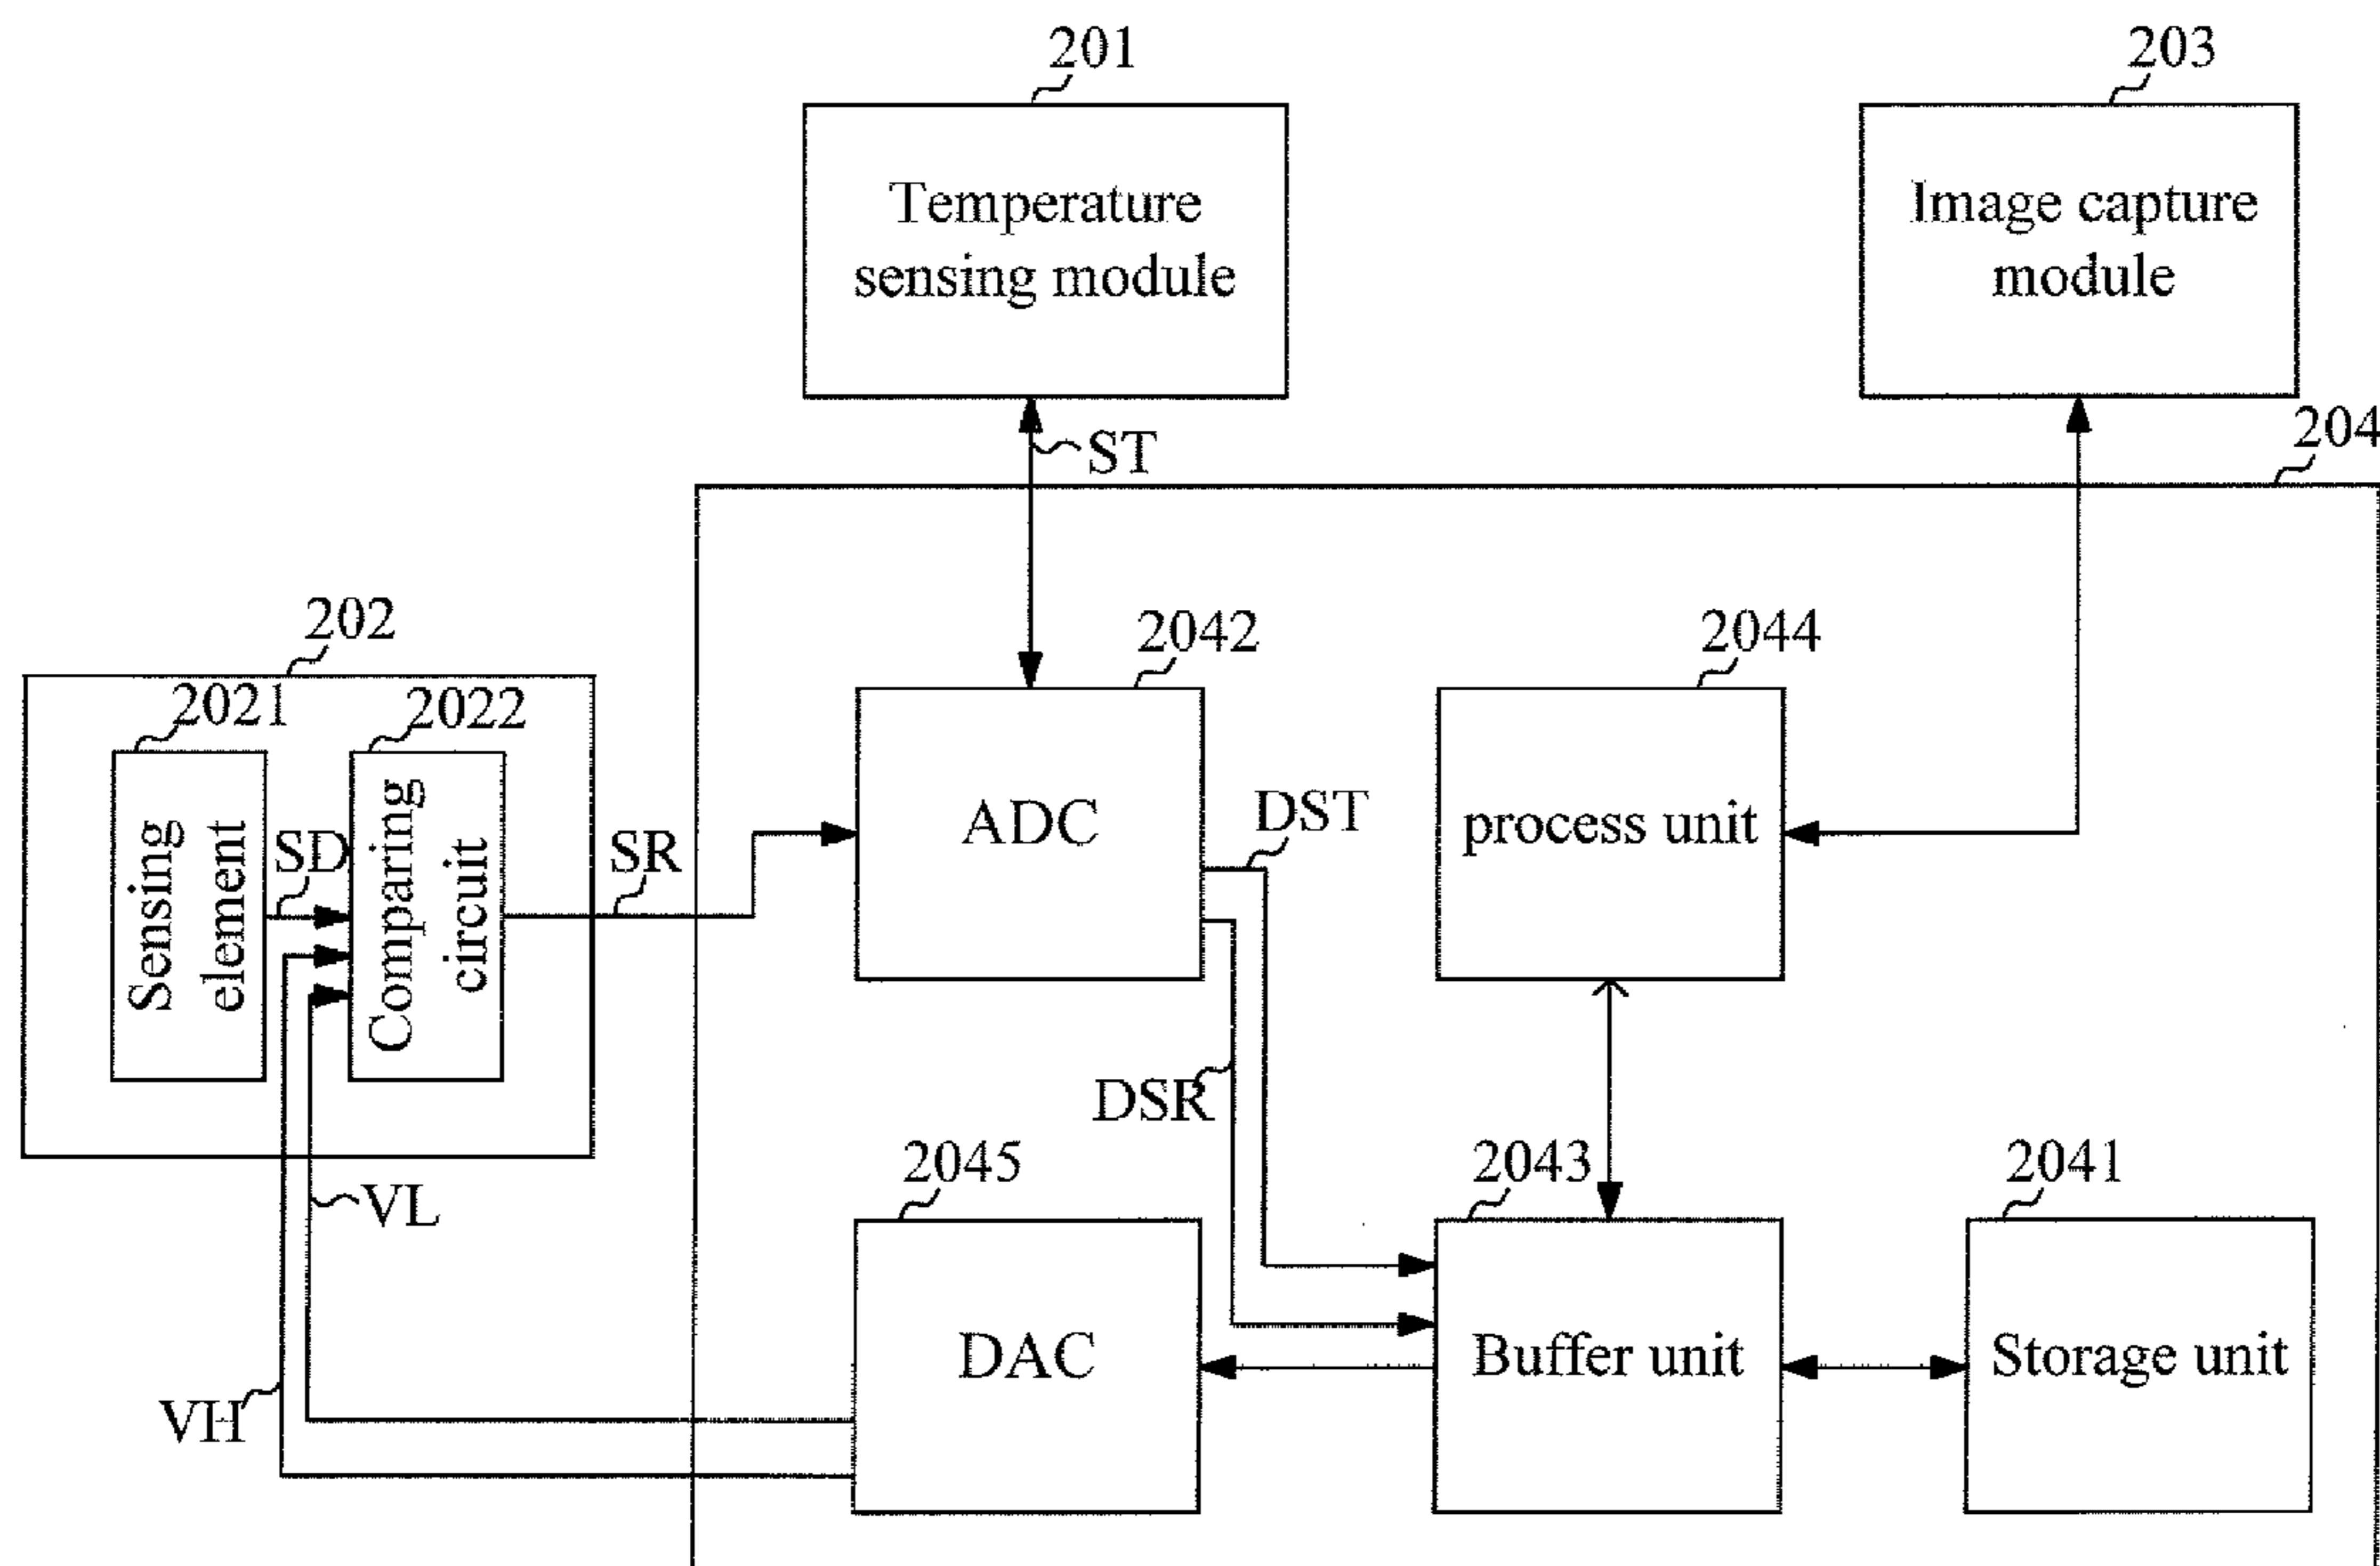 201
203
Temperature
sensing module
Image capture
module
ST
204
202
2042
2044
2021
2022
Sensing
element
SD
Comparing
circuit
SR
ADC
DST
process unit
DSR
2045
2043
2041
VL
VH
DAC
Buffer unit
Storage unit